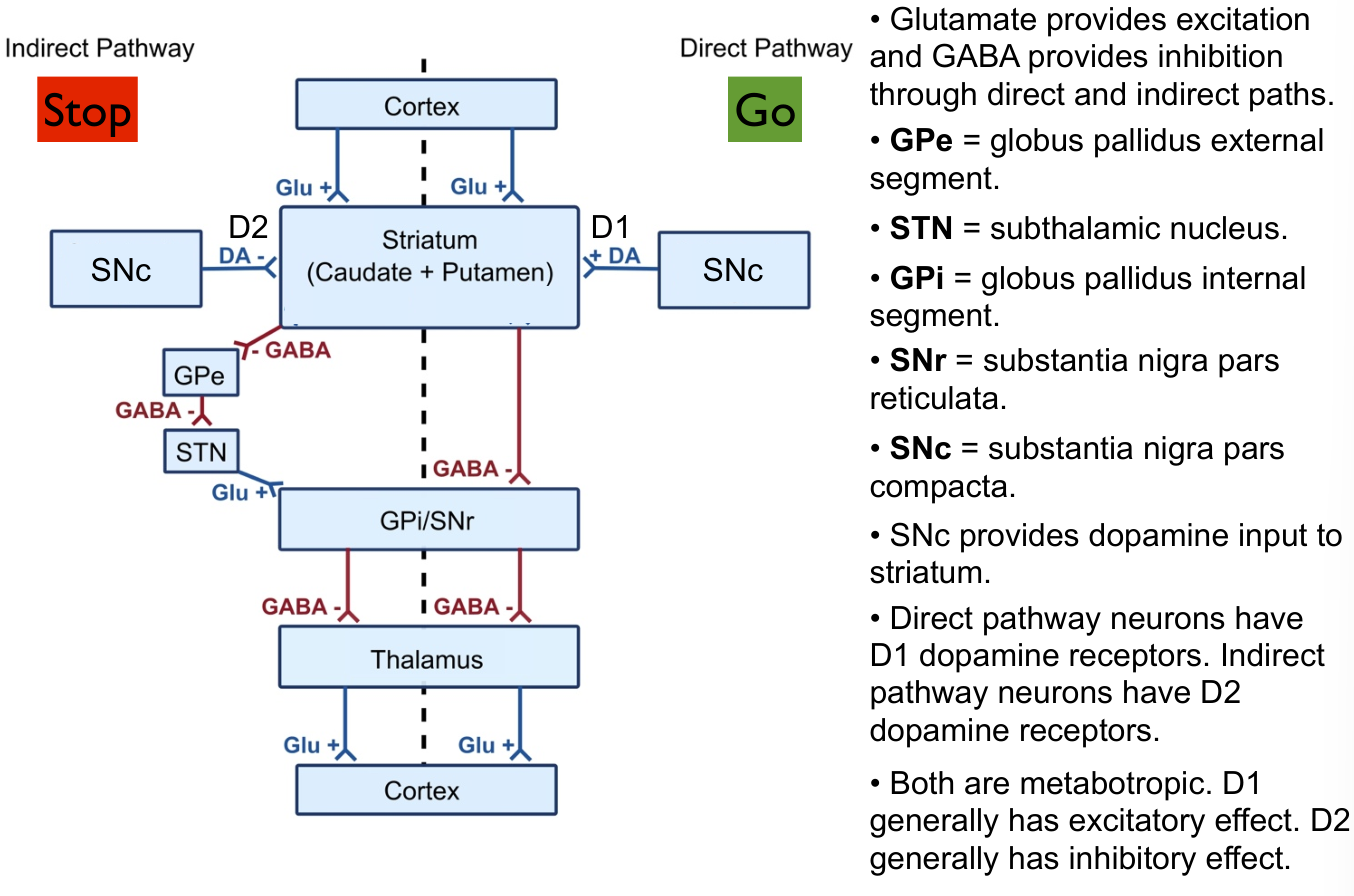 Indirect Pathway
Stop
Direct Pathway
Go
Cortex
Glu +
Glu +
D2
D1
SNc
DA -
Striatum
(Caudate + Putamen)
+ DA
SNc
- GABA
GPe
GABA -
STN
Glu +
GABA -
GPi/SNr
GABA -
GABA -
Thalamus
Glu +
Glu +
Cortex
• Glutamate provides excitation
and GABA provides inhibition
through direct and indirect paths.
• GPe = globus pallidus external
segment.
• STN = subthalamic nucleus.
• GPi = globus pallidus internal
segment.
• SNr = substantia nigra pars
reticulata.
• SNc = substantia nigra pars
compacta.
• SNc provides dopamine input to
striatum.
• Direct pathway neurons have
D1 dopamine receptors. Indirect
pathway neurons have D2
dopamine receptors.
• Both are metabotropic. D1
generally has excitatory effect. D2
generally has inhibitory effect.